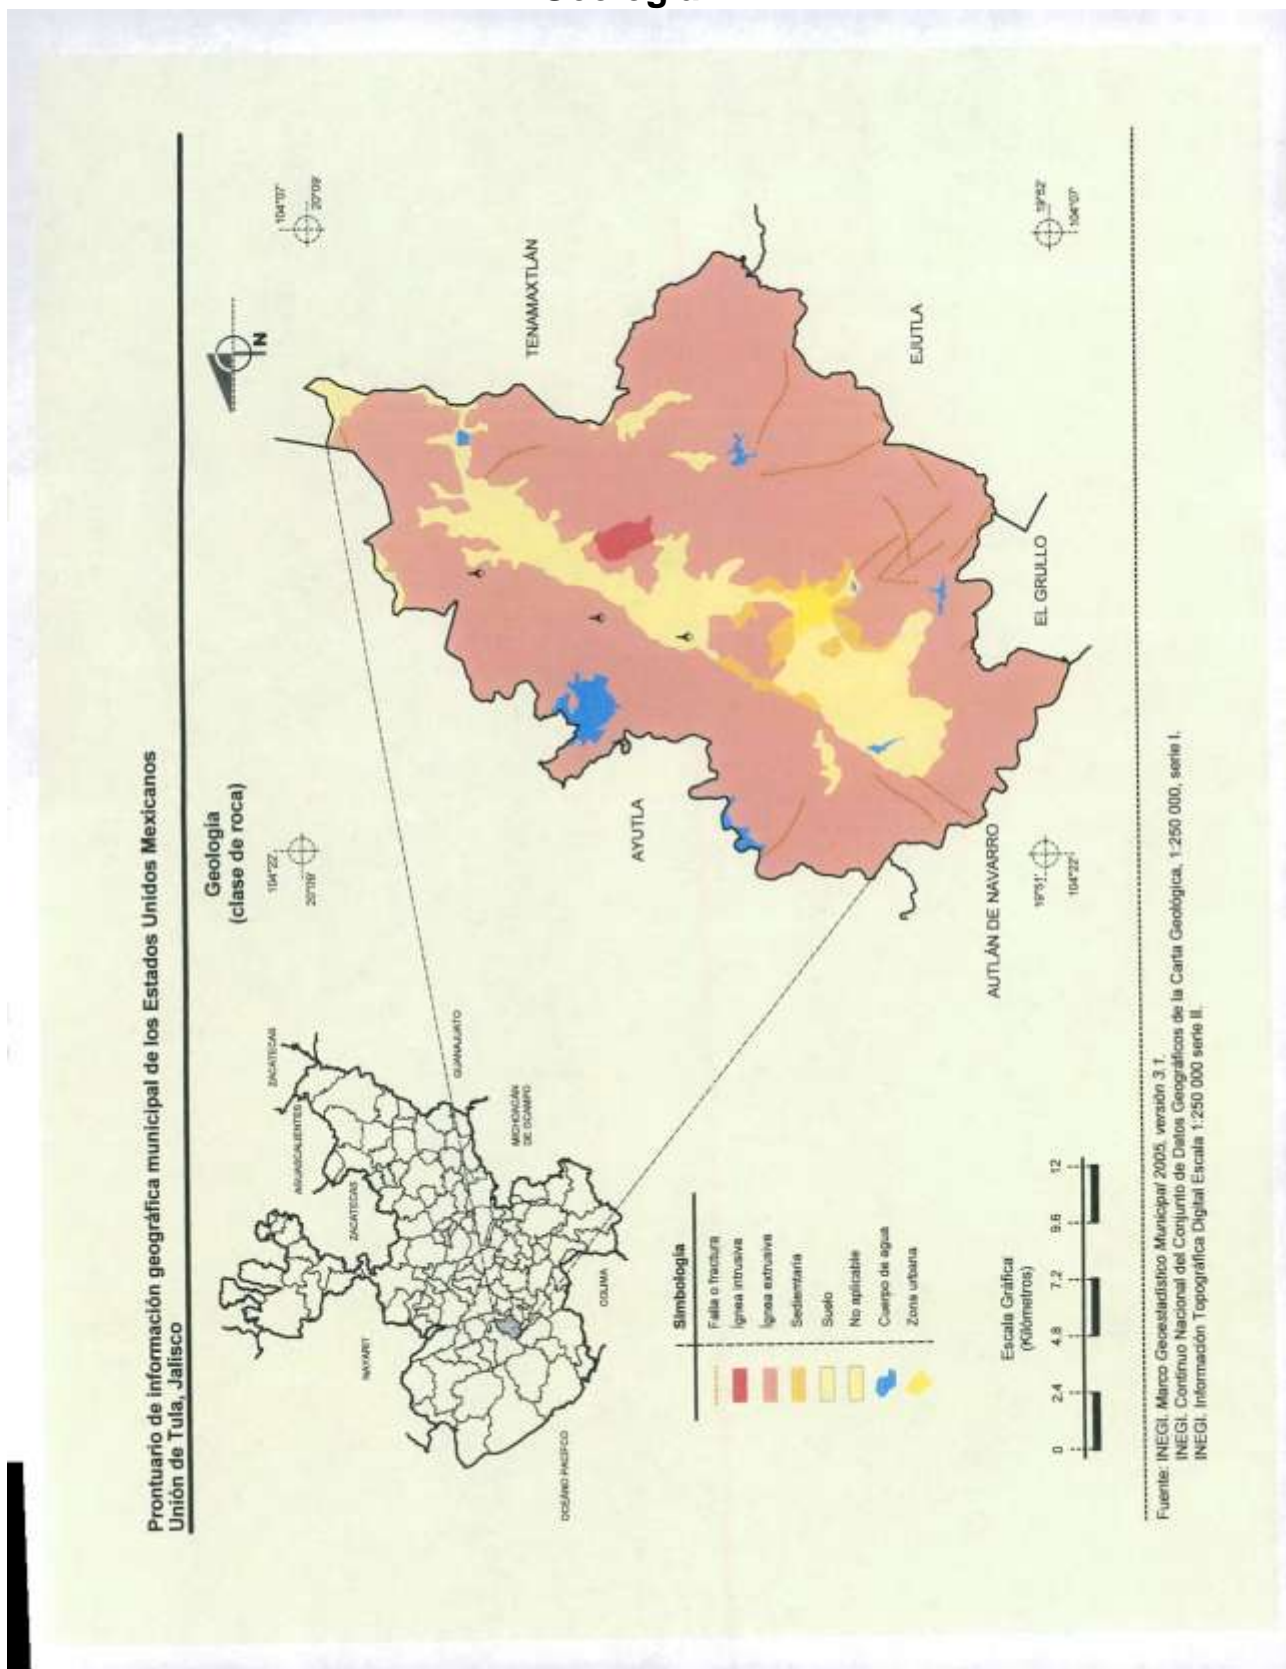 Prontuario de información geográfica municipal de los Estados Unidos Mexicanos
Unión de Tula, Jalisco
Geología
(clase de roca)
ZACATECAS
AGUASCALIENTES
ZACATECAS
NAYARIT
GUANAJUATO
MICHOACÁN
DE OCAMPO
COLIMA
OCÉANO PACÍFICO
104°22'
20°09'
104°07'
20°09'
N
TENAMAXTLÁN
AYUTLA
EJUTLA
EL GRULLO
AUTLÁN DE NAVARRO
19°51'
104°22'
19°52'
104°07'
Simbología
Falla o fractura
Ígnea intrusiva
Ígnea extrusiva
Sedimentaria
Suelo
No aplicable
Cuerpo de agua
Zona urbana
Escala Gráfica
(Kilómetros)
0 2.4 4.8 7.2 9.6 12
Fuente: INEGI. Marco Geoestadístico Municipal 2005, versión 3.1.
INEGI. Continuo Nacional del Conjunto de Datos Geográficos de la Carta Geológica, 1:250 000, serie I.
INEGI. Información Topográfica Digital Escala 1:250 000 serie II.